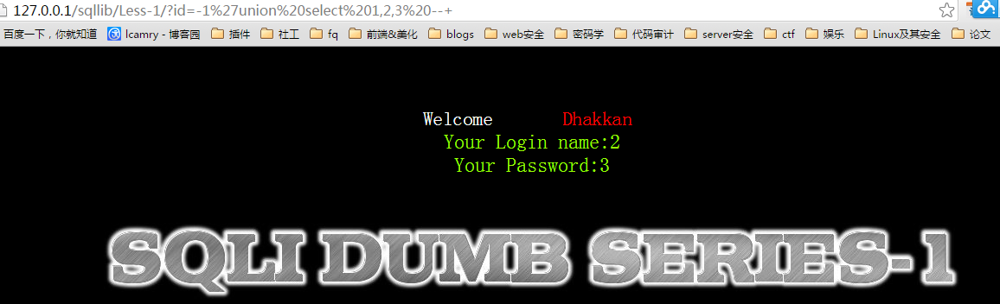 127.0.0.1/sqllib/Less-1/?id=-1%27union%20select%201,2,3%20--+
百度一下，你就知道 lcamry - 博客园 插件 社工 fq 前端&美化 blogs web安全 密码学 代码审计 server安全 ctf 娱乐 Linux及其安全 论文
Welcome Dhakkan
Your Login name:2
Your Password:3
SQLI DUMB SERIES-1